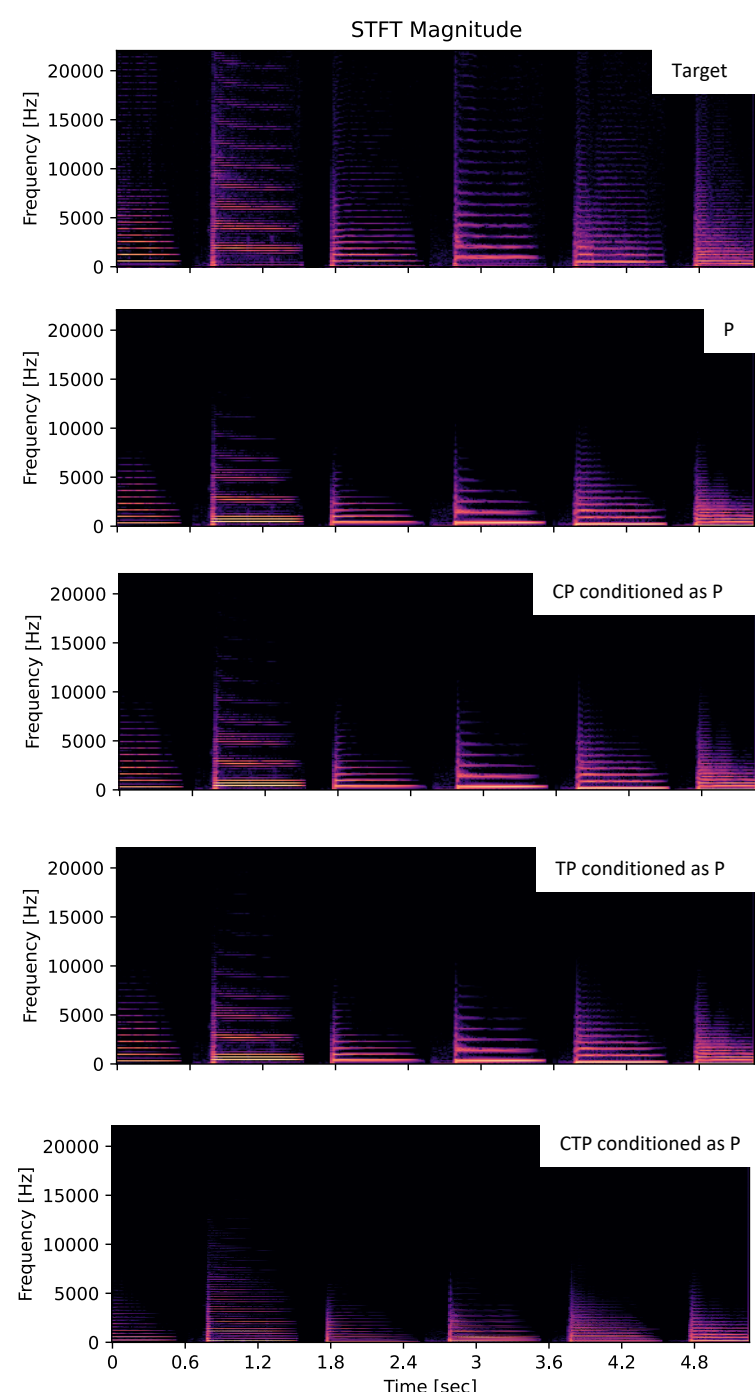 STFT Magnitude
Target
Frequency [Hz]
20000
15000
10000
5000
0
P
Frequency [Hz]
20000
15000
10000
5000
0
CP conditioned as P
Frequency [Hz]
20000
15000
10000
5000
0
TP conditioned as P
Frequency [Hz]
20000
15000
10000
5000
0
CTP conditioned as P
Frequency [Hz]
20000
15000
10000
5000
0
0 0.6 1.2 1.8 2.4 3 3.6 4.2 4.8
Time [sec]